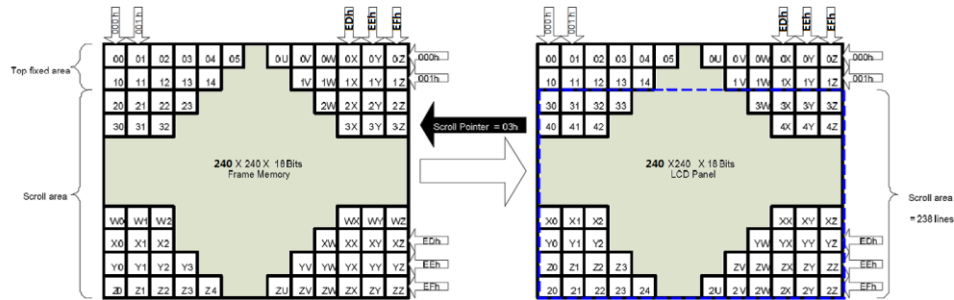 000h 001h EDh EEh EFh 000h 001h EDh EEh EFh
00 01 02 03 04 05 0U 0V 0W 0X 0Y 0Z 000h 00 01 02 03 04 05 0U 0V 0W 0X 0Y 0Z 000h
Top fixed area
10 11 12 13 14 1V 1W 1X 1Y 1Z 001h 10 11 12 13 14 1V 1W 1X 1Y 1Z 001h
20 21 22 23 2W 2X 2Y 2Z 30 31 32 33 3W 3X 3Y 3Z
30 31 32 3X 3Y 3Z Scroll Pointer = 03h 40 41 42 4X 4Y 4Z
240 X 240 X 18Bits 240 X240 X 18Bits
Frame Memory LCD Panel
Scroll area Scroll area
= 238 lines
W0 W1 W2 WX WY WZ X0 X1 X2 XX XY XZ
X0 X1 X2 XW XX XY XZ EDh Y0 Y1 Y2 YW YX YY YZ EDh
Y0 Y1 Y2 Y3 YV YW YX YY YZ EEh Z0 Z1 Z2 Z3 ZV ZW ZX ZY ZZ EEh
Z0 Z1 Z2 Z3 Z4 ZU ZV ZW ZX ZY ZZ EFh 20 21 22 23 24 2U 2V 2W 2X 2Y 2Z EFh